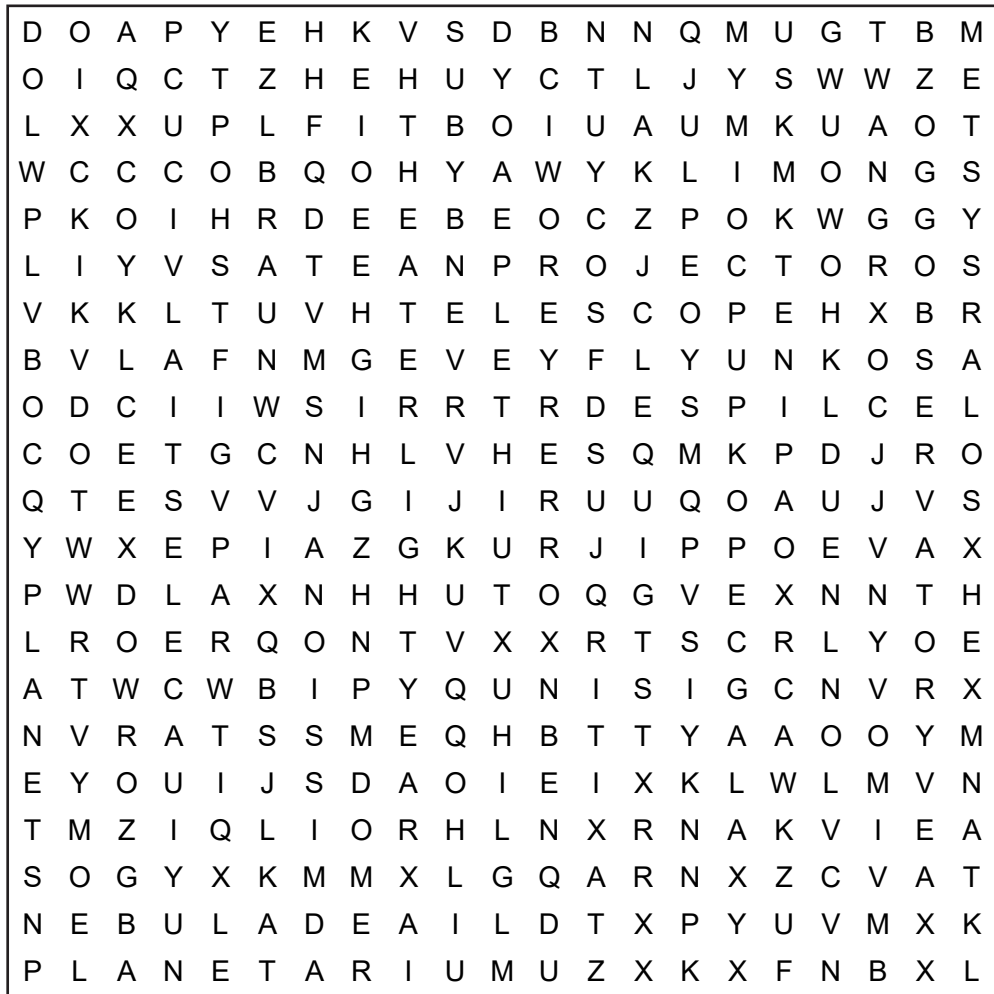 D O A P Y E H K V S D B N N Q M U G T B M
O I Q C T Z H E H U Y C T L J Y S W W Z E
L X X U P L F I T B O I U A U M K U A O T
W C C C O B Q O H Y A W Y K L I M O N G S
P K O I H R D E E B E O C Z P O K W G G Y
L I Y V S A T E A N P R O J E C T O R O S
V K K L T U V H T E L E S C O P E H X B R
B V L A F N M G E V E Y F L Y U N K O S A
O D C I I W S I R R T R D E S P I L C E L
C O E T G C N H L V H E S Q M K P D J R O
Q T E S V V J G I J I R U U Q O A U J V S
Y W X E P I A Z G K U R J I P P O E V A X
P W D L A X N H H U T O Q G V E X N N T H
L R O E R Q O N T V X X R T S C R L Y O E
A T W C W B I P Y Q U N I S I G C N V R X
N V R A T S S M E Q H B T T Y A A O O Y M
E Y O U I J S D A O I E I X K L W L M V N
T M Z I Q L I O R H L N X R N A K V I E A
S O G Y X K M M X L G Q A R N X Z C V A T
N E B U L A D E A I L D T X P Y U V M X K
P L A N E T A R I U M U Z X K X F N B X L